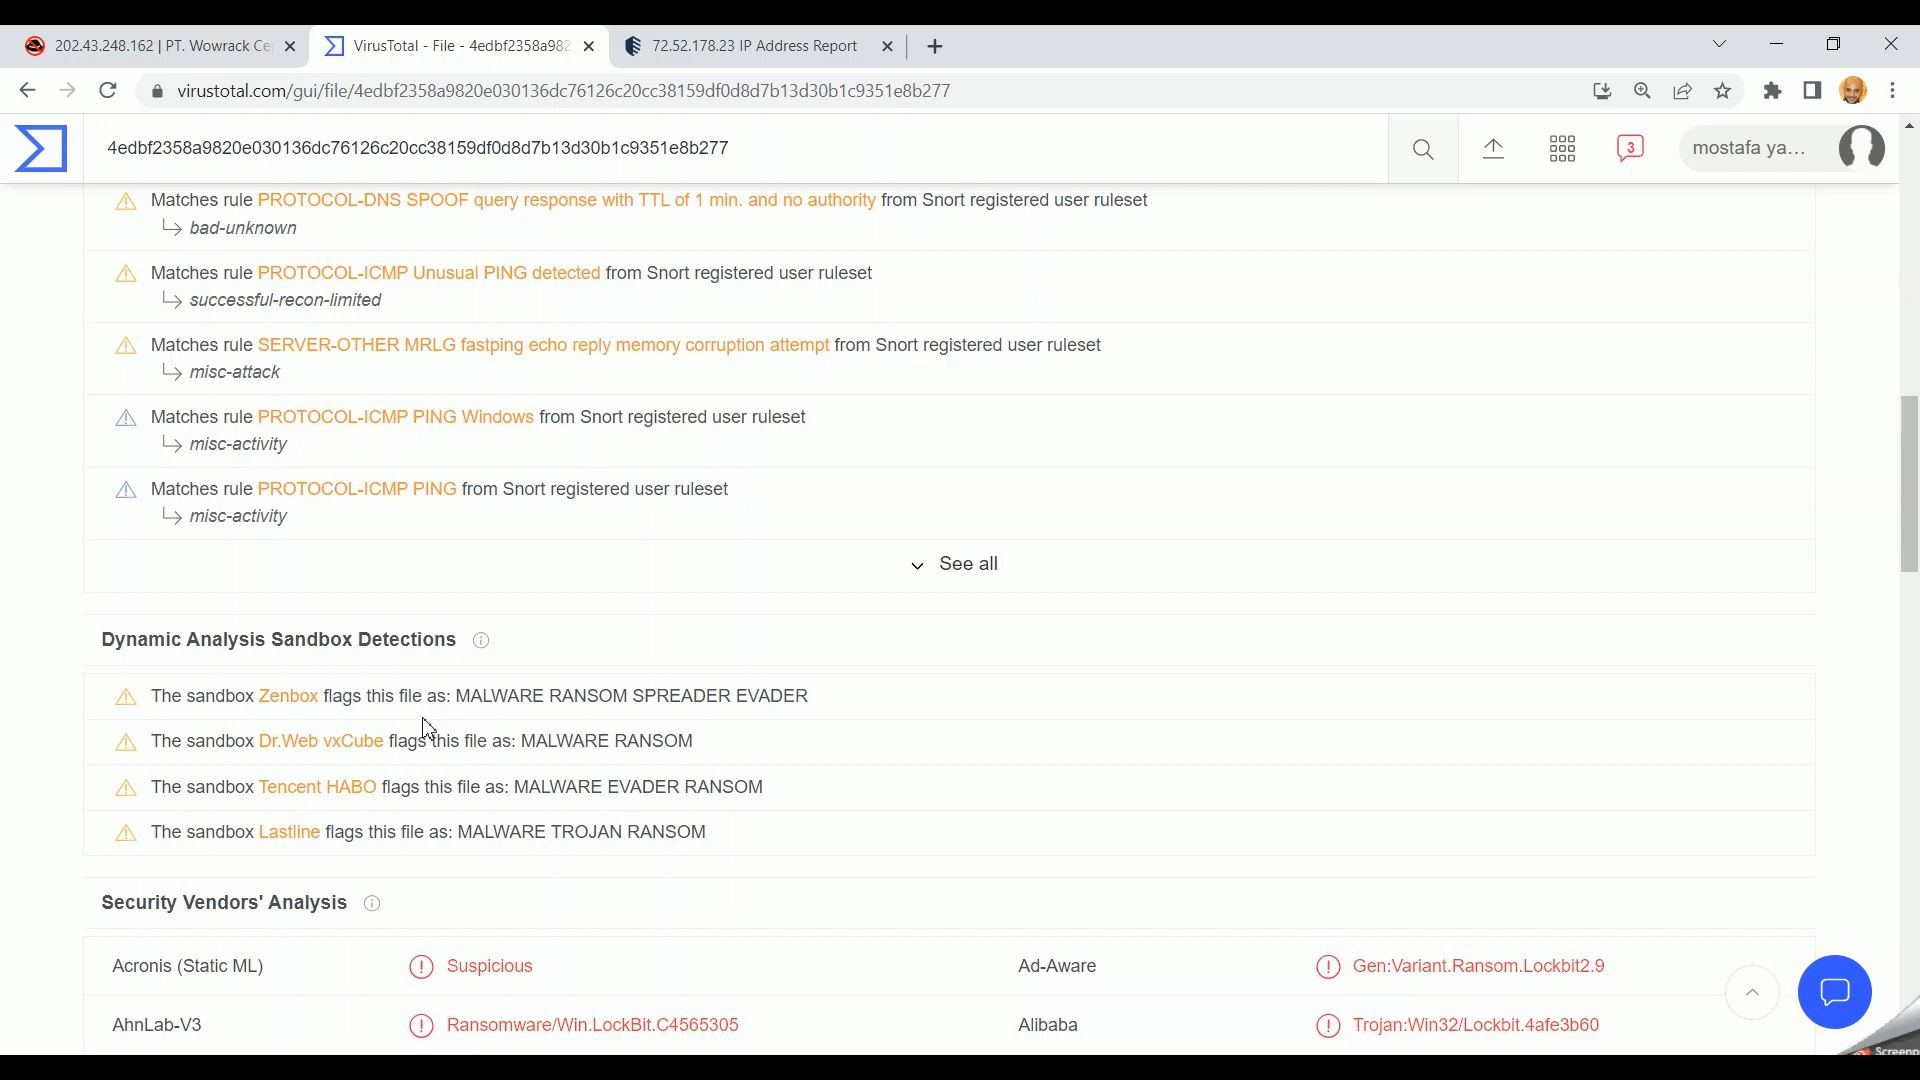 202.43.248.162 | PT. Wowrack Ce
VirusTotal - File - 4edbf2358a982
72.52.178.23 IP Address Report
virustotal.com/gui/file/4edbf2358a9820e030136dc76126c20cc38159df0d8d7b13d30b1c9351e8b277
4edbf2358a9820e030136dc76126c20cc38159df0d8d7b13d30b1c9351e8b277
3
mostafa ya...
Matches rule PROTOCOL-DNS SPOOF query response with TTL of 1 min. and no authority from Snort registered user ruleset
bad-unknown
Matches rule PROTOCOL-ICMP Unusual PING detected from Snort registered user ruleset
successful-recon-limited
Matches rule SERVER-OTHER MRLG fastping echo reply memory corruption attempt from Snort registered user ruleset
misc-attack
Matches rule PROTOCOL-ICMP PING Windows from Snort registered user ruleset
misc-activity
Matches rule PROTOCOL-ICMP PING from Snort registered user ruleset
misc-activity
See all
Dynamic Analysis Sandbox Detections
The sandbox Zenbox flags this file as: MALWARE RANSOM SPREADER EVADER
The sandbox Dr.Web vxCube flags this file as: MALWARE RANSOM
The sandbox Tencent HABO flags this file as: MALWARE EVADER RANSOM
The sandbox Lastline flags this file as: MALWARE TROJAN RANSOM
Security Vendors' Analysis
Acronis (Static ML) Suspicious Ad-Aware Gen:Variant.Ransom.Lockbit2.9
AhnLab-V3 Ransomware/Win.LockBit.C4565305 Alibaba Trojan:Win32/Lockbit.4afe3b60